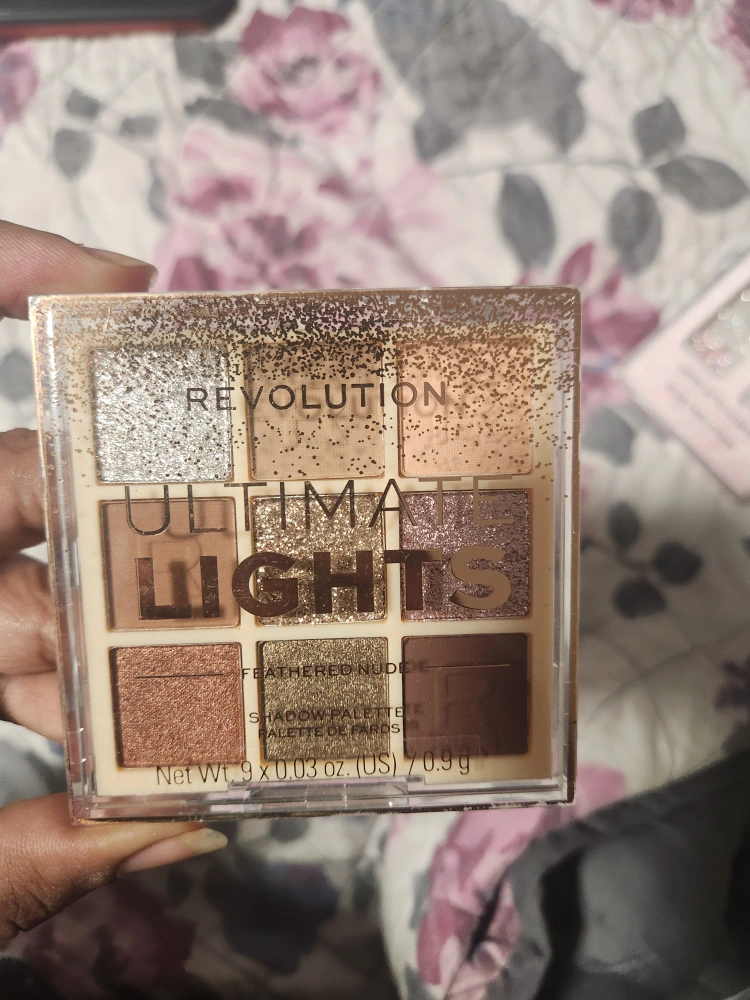 REVOLUTION
ULTIMATE
LIGHTS
FEATHERED NUDE
SHADOW PALETTE
PALETTE DE FARDS
Net Wt. 9 x 0.03 oz. (US) / 0.9 g